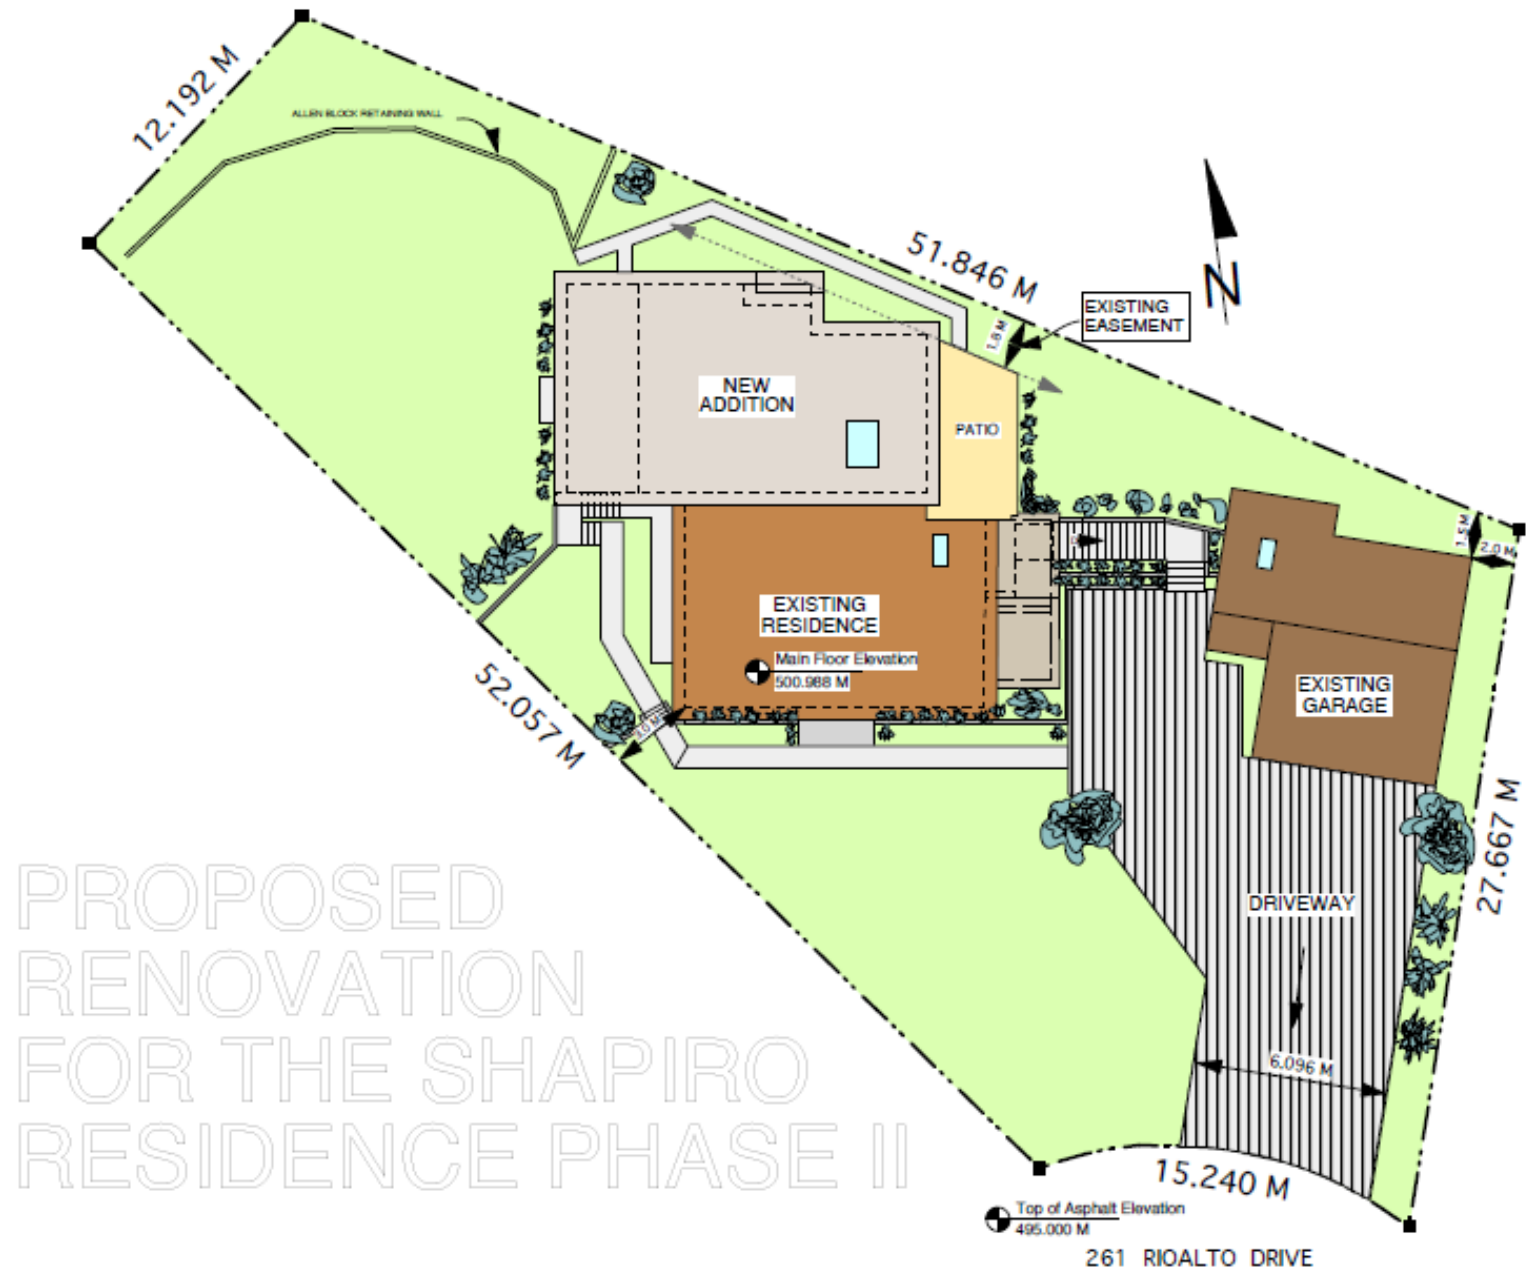 12.192 M
ALLEN BLOCK RETAINING WALL
51.846 M
N
EXISTING
EASEMENT
1.8 M
NEW
ADDITION
PATIO
1.5 M
2.0 M
EXISTING
RESIDENCE
Main Floor Elevation
500.988 M
EXISTING
GARAGE
52.057 M
27.667 M
DRIVEWAY
PROPOSED
RENOVATION
FOR THE SHAPIRO
RESIDENCE PHASE II
6.096 M
15.240 M
Top of Asphalt Elevation
495.000 M
261 RIOALTO DRIVE